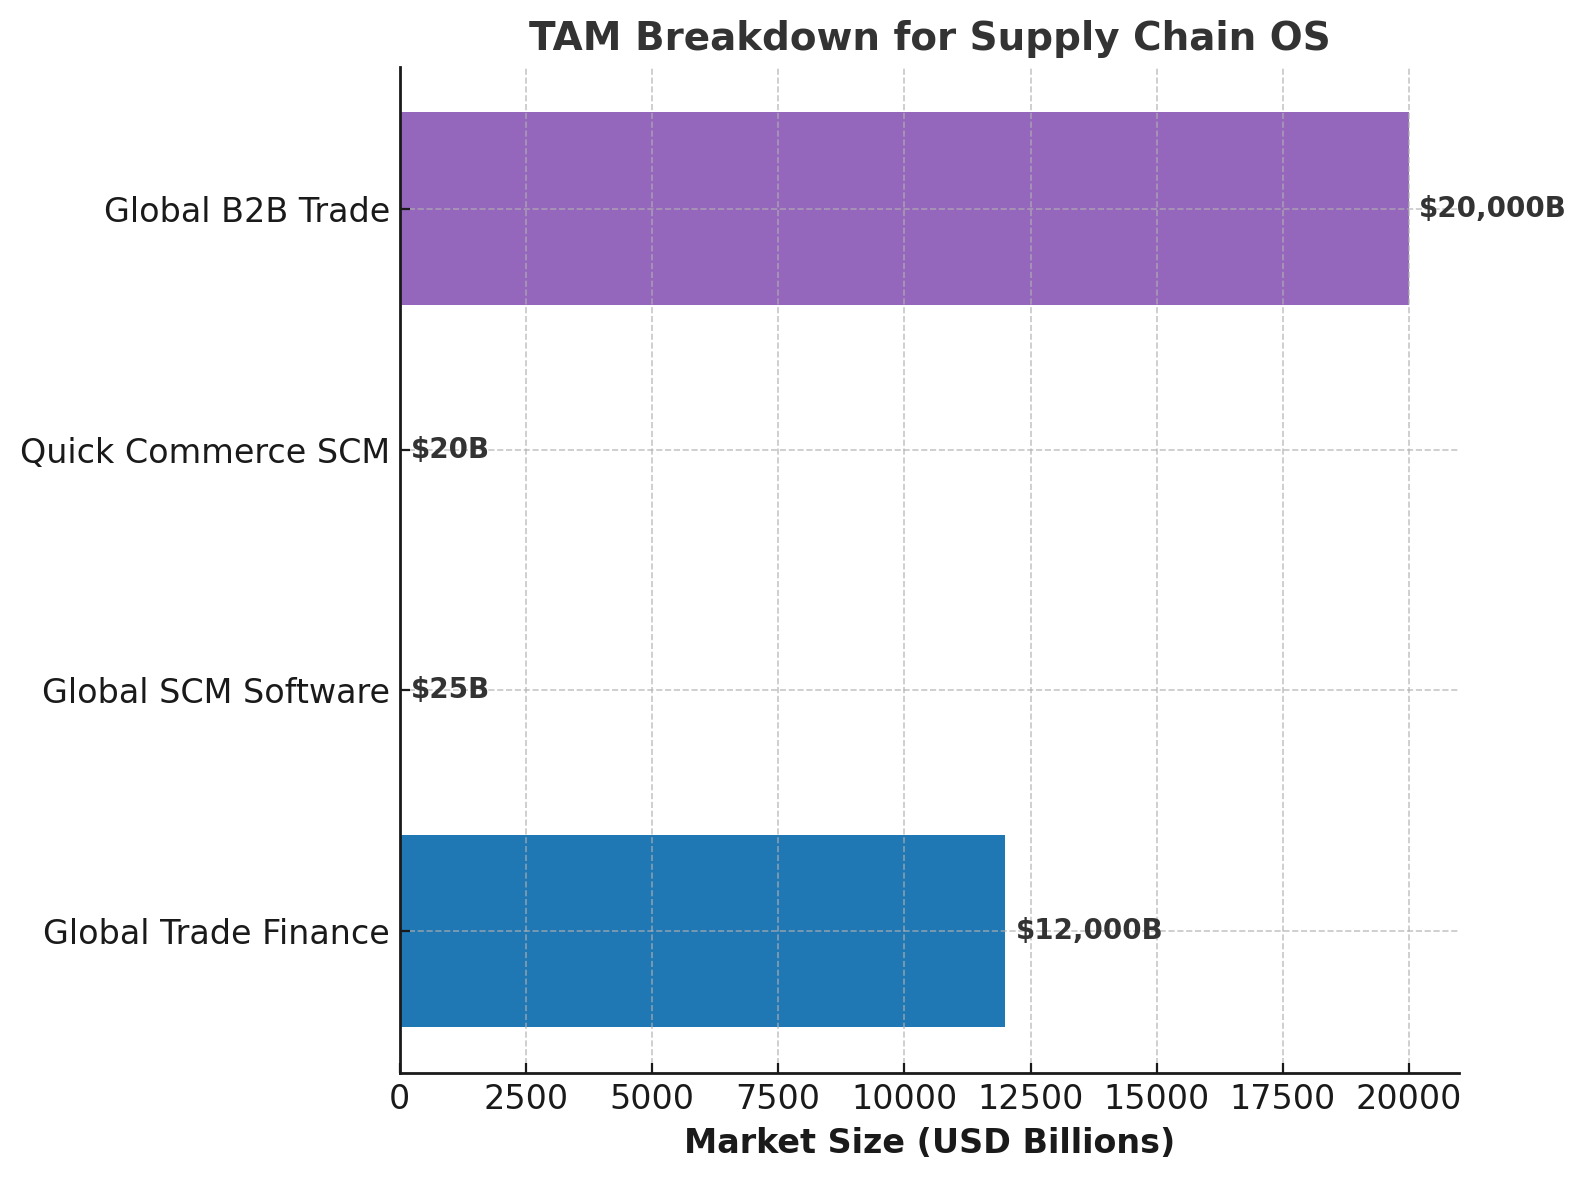 TAM Breakdown for Supply Chain OS
Global B2B Trade
$20,000B
Quick Commerce SCM
$20B
Global SCM Software
$25B
Global Trade Finance
$12,000B
0 2500 5000 7500 10000 12500 15000 17500 20000
Market Size (USD Billions)